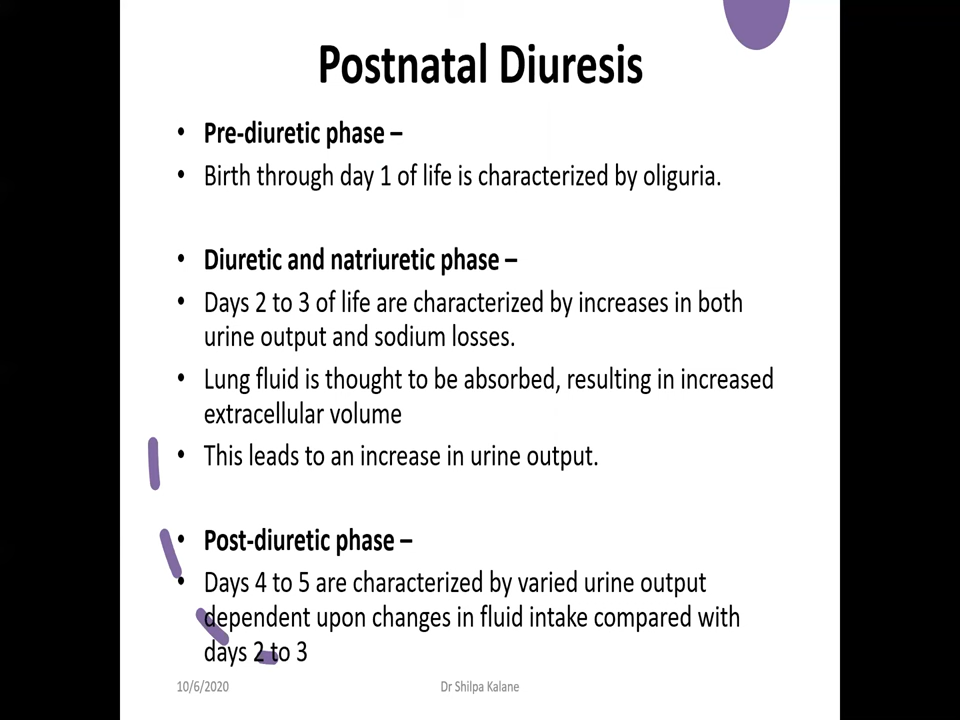 Postnatal Diuresis
• Pre-diuretic phase –
• Birth through day 1 of life is characterized by oliguria.
• Diuretic and natriuretic phase –
• Days 2 to 3 of life are characterized by increases in both
urine output and sodium losses.
• Lung fluid is thought to be absorbed, resulting in increased
extracellular volume
• This leads to an increase in urine output.
• Post-diuretic phase –
• Days 4 to 5 are characterized by varied urine output
dependent upon changes in fluid intake compared with
days 2 to 3
10/6/2020 Dr Shilpa Kalane